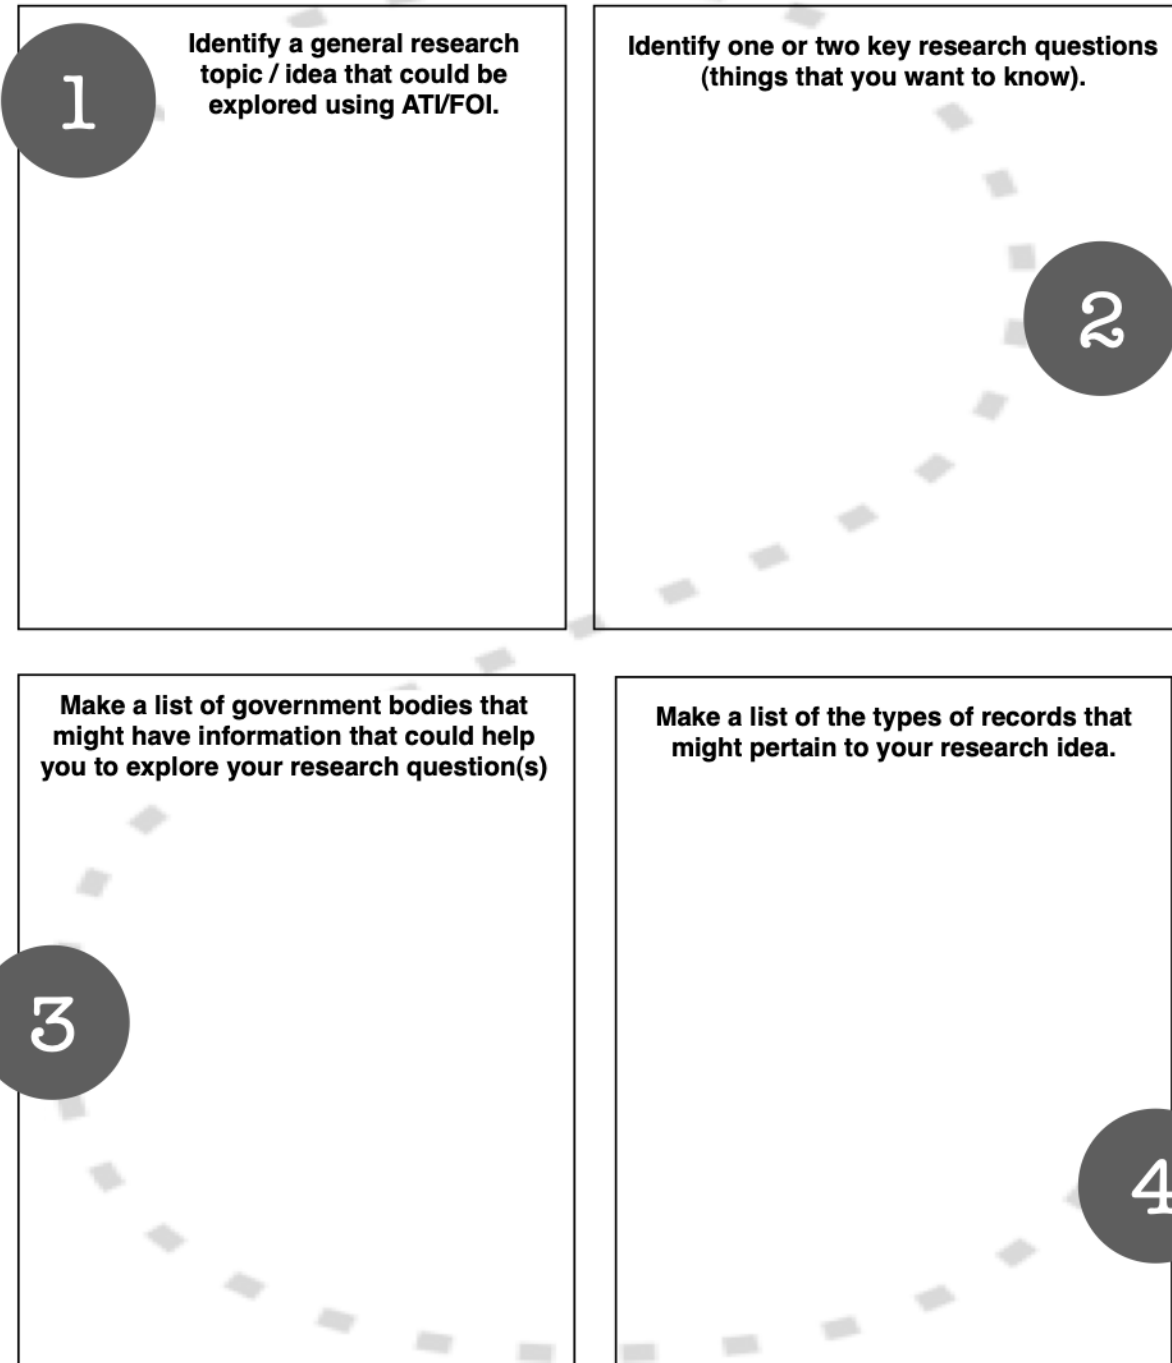 1
Identify a general research
topic / idea that could be
explored using ATI/FOI.
Identify one or two key research questions
(things that you want to know).
2
Make a list of government bodies that
might have information that could help
you to explore your research question(s)
3
Make a list of the types of records that
might pertain to your research idea.
4